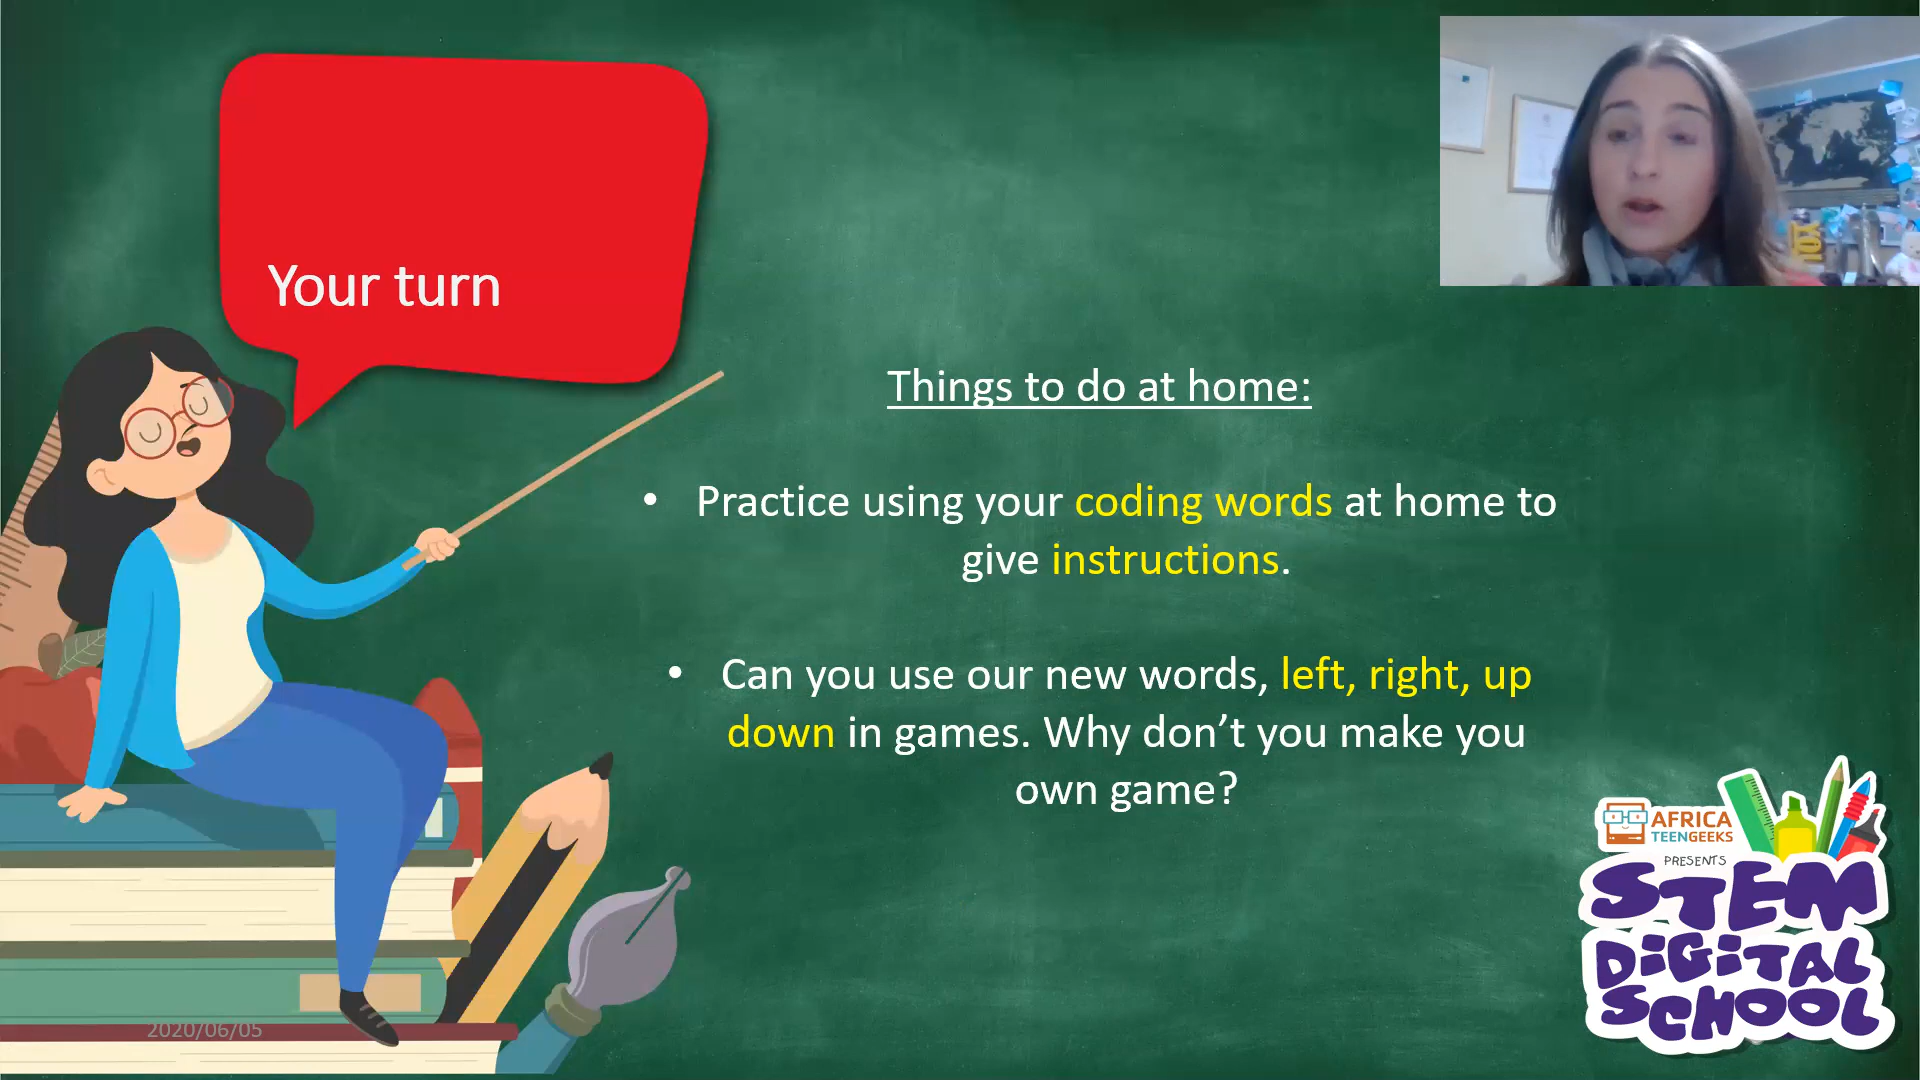 Your turn
Things to do at home:
• Practice using your coding words at home to
give instructions.
• Can you use our new words, left, right, up
down in games. Why don’t you make you
own game?
AFRICA
TEENGEEKS
PRESENTS
STEM
DIGITAL
SCHOOL
2020/06/05
YOU